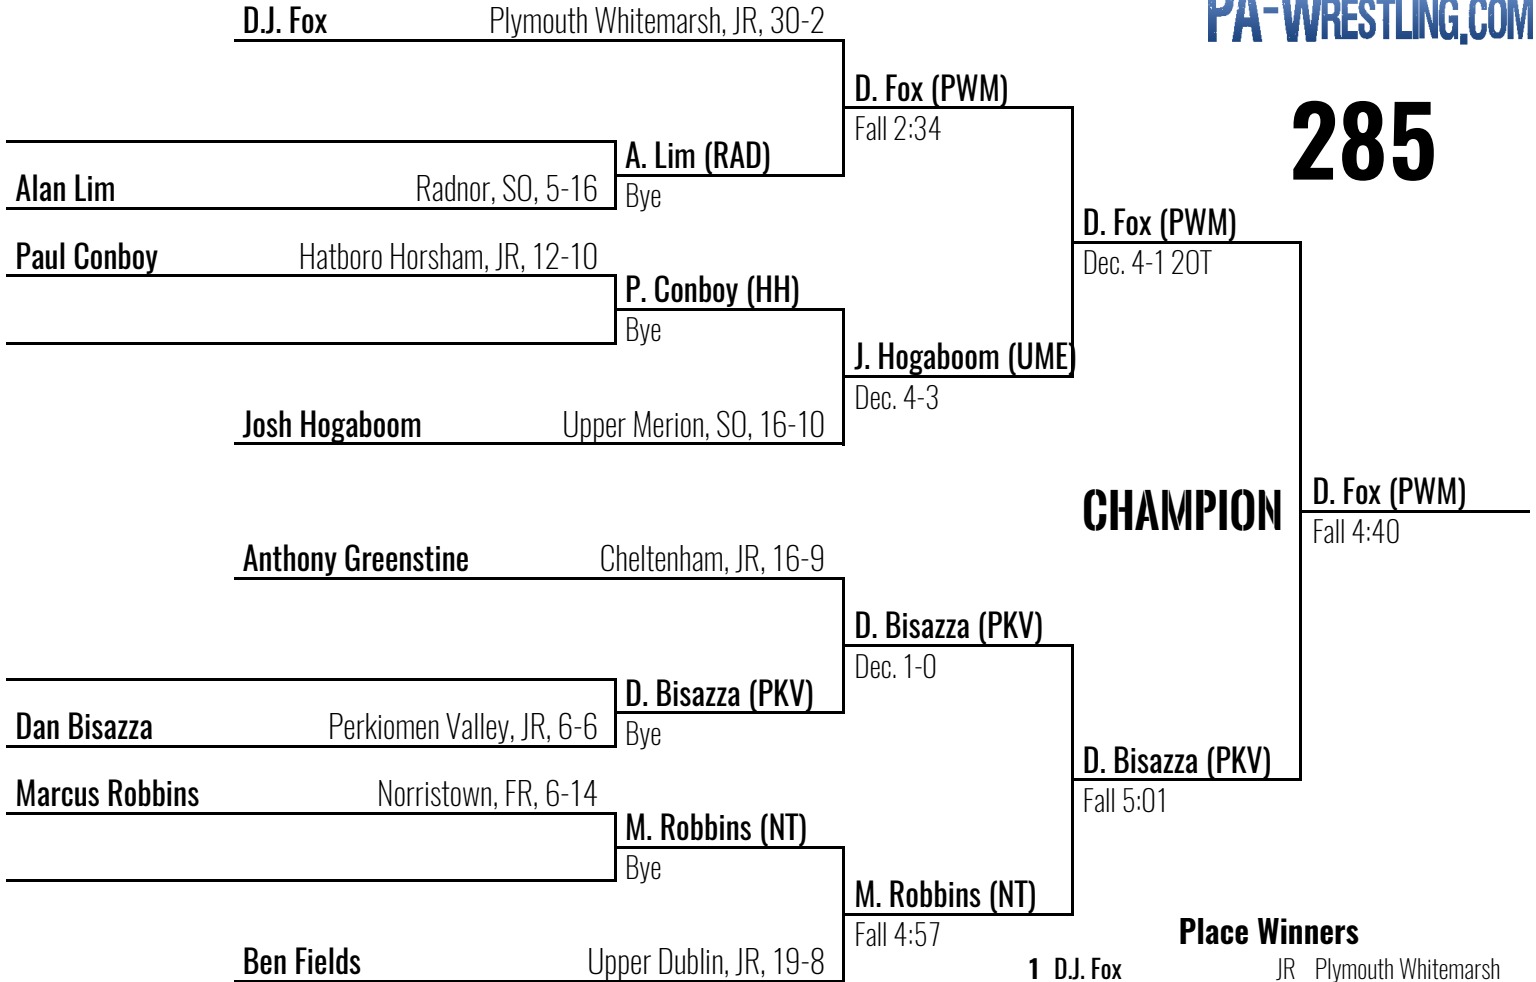 D.J. Fox Plymouth Whitemarsh, JR, 30-2
PA-WRESTLING.COM
D. Fox (PWM)
Fall 2:34
285
A. Lim (RAD)
Alan Lim Radnor, SO, 5-16
Bye
D. Fox (PWM)
Dec. 4-1 2OT
Paul Conboy Hatboro Horsham, JR, 12-10
P. Conboy (HH)
Bye
J. Hogaboom (UME)
Dec. 4-3
Josh Hogaboom Upper Merion, SO, 16-10
CHAMPION
D. Fox (PWM)
Fall 4:40
Anthony Greenstine Cheltenham, JR, 16-9
D. Bisazza (PKV)
Dec. 1-0
D. Bisazza (PKV)
Dan Bisazza Perkiomen Valley, JR, 6-6
Bye
D. Bisazza (PKV)
Fall 5:01
Marcus Robbins Norristown, FR, 6-14
M. Robbins (NT)
Bye
M. Robbins (NT)
Fall 4:57
Ben Fields Upper Dublin, JR, 19-8
Place Winners
1 D.J. Fox JR Plymouth Whitemarsh